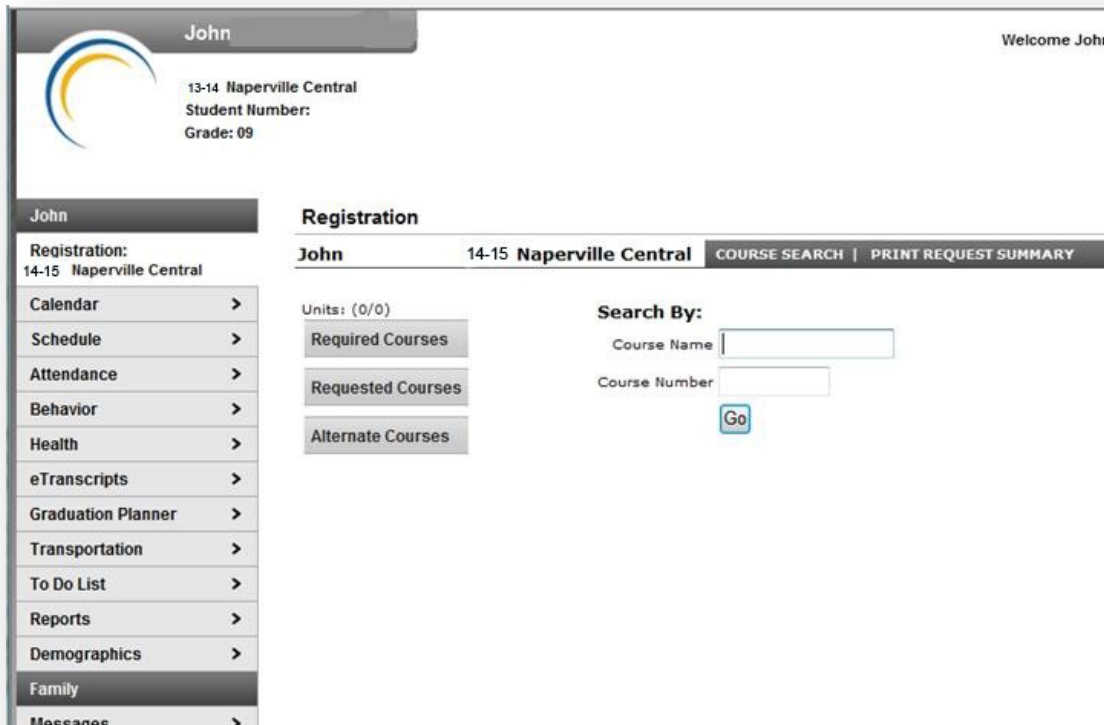 John
Welcome John
13-14 Naperville Central
Student Number:
Grade: 09
John
Registration:
14-15 Naperville Central
Calendar >
Schedule >
Attendance >
Behavior >
Health >
eTranscripts >
Graduation Planner >
Transportation >
To Do List >
Reports >
Demographics >
Family
Messages >
Registration
John 14-15 Naperville Central COURSE SEARCH | PRINT REQUEST SUMMARY
Units: (0/0)
Required Courses
Requested Courses
Alternate Courses
Search By:
Course Name
Course Number
Go